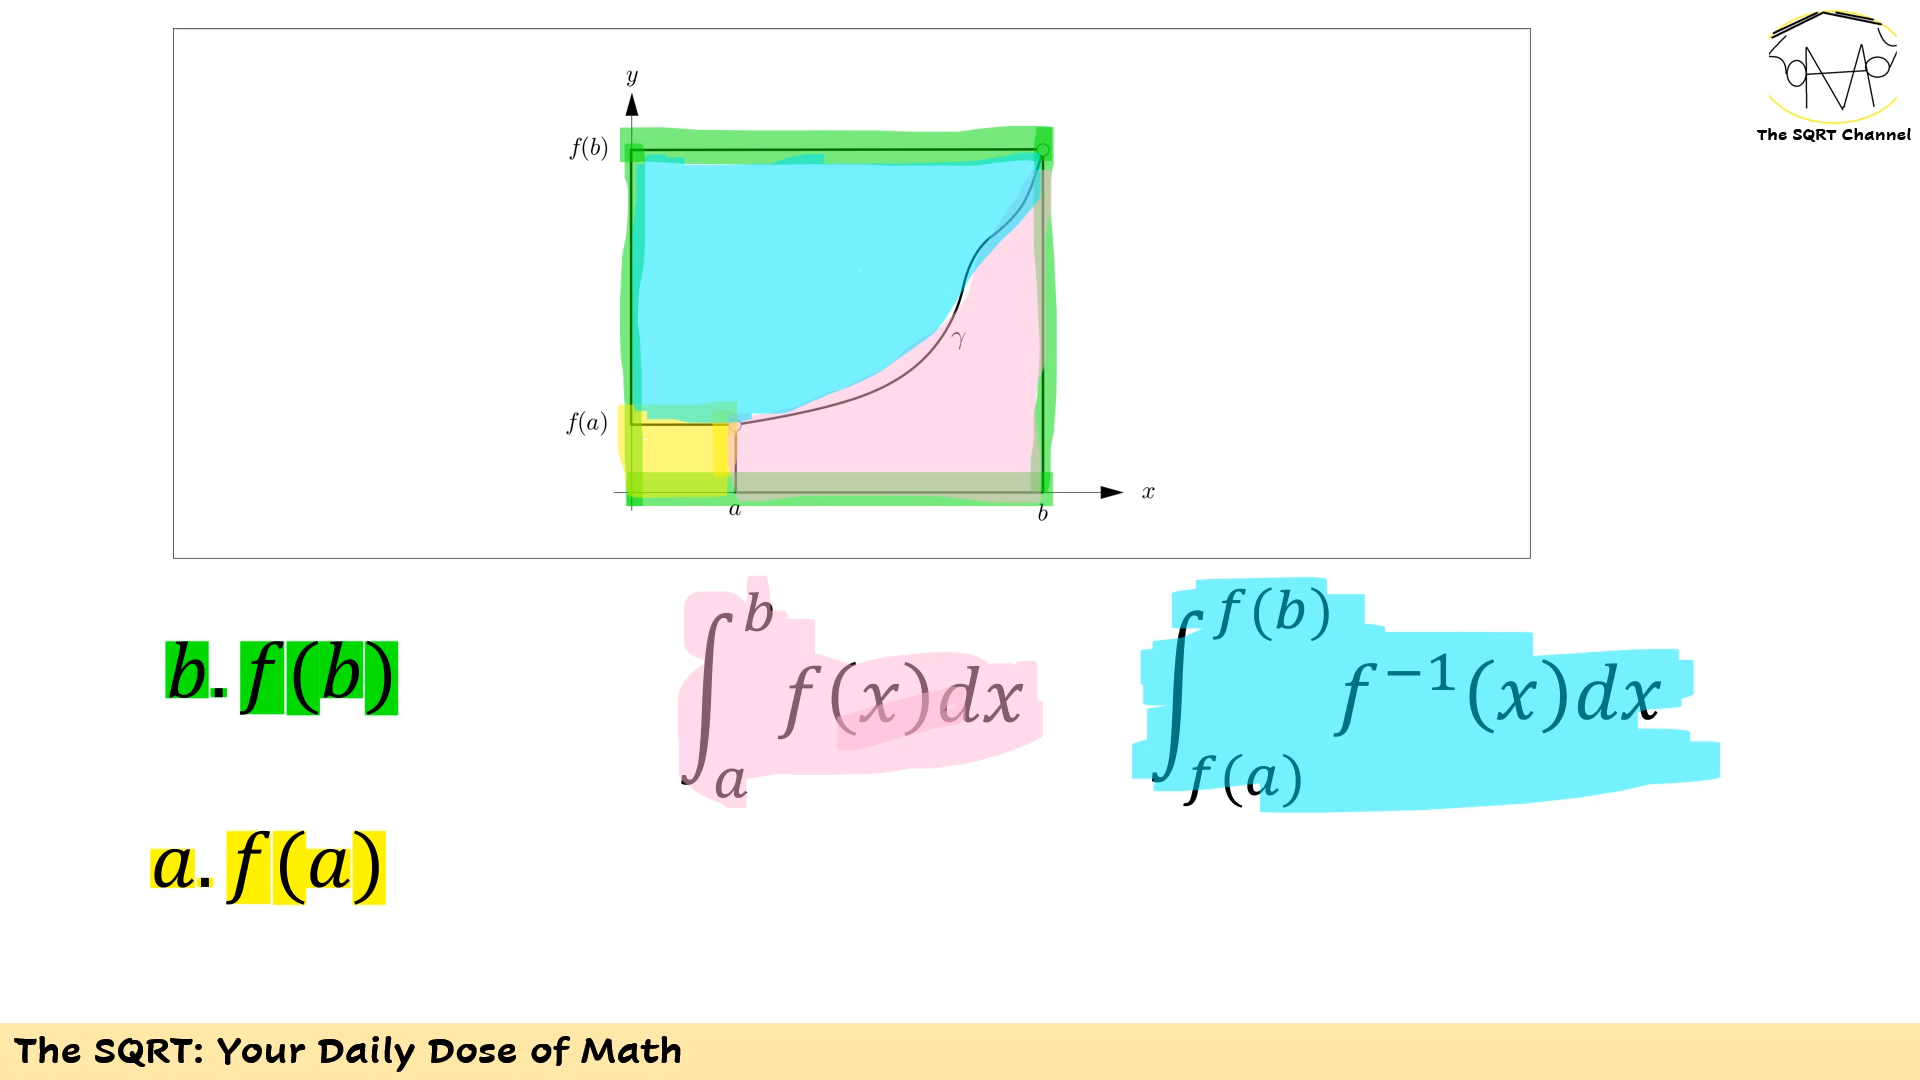 y
f(b)
γ
f(a)
x
a
b
The SQRT Channel
b. f(b)
∫_a^b f(x)dx
∫_{f(a)}^{f(b)} f^{-1}(x)dx
a. f(a)
The SQRT: Your Daily Dose of Math